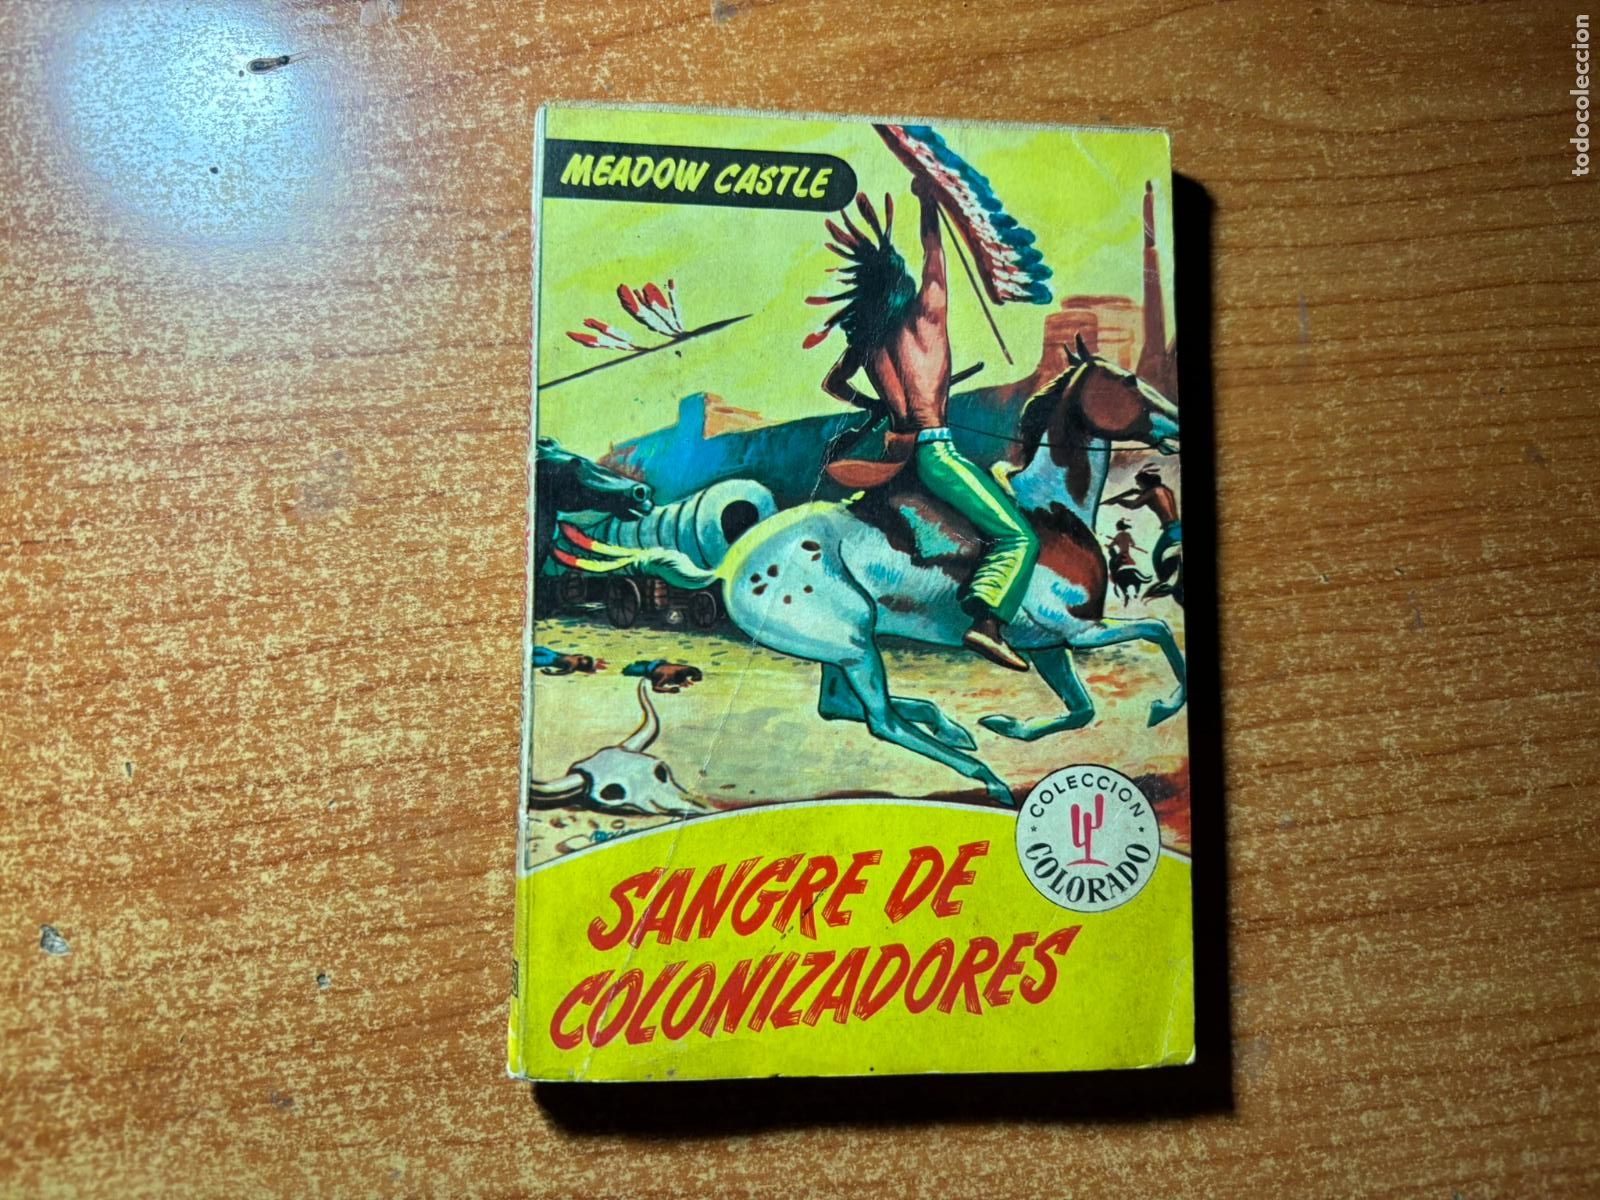 MEADOW CASTLE
COLECCION
COLORADO
SANGRE DE
COLONIZADORES
todocoleccion